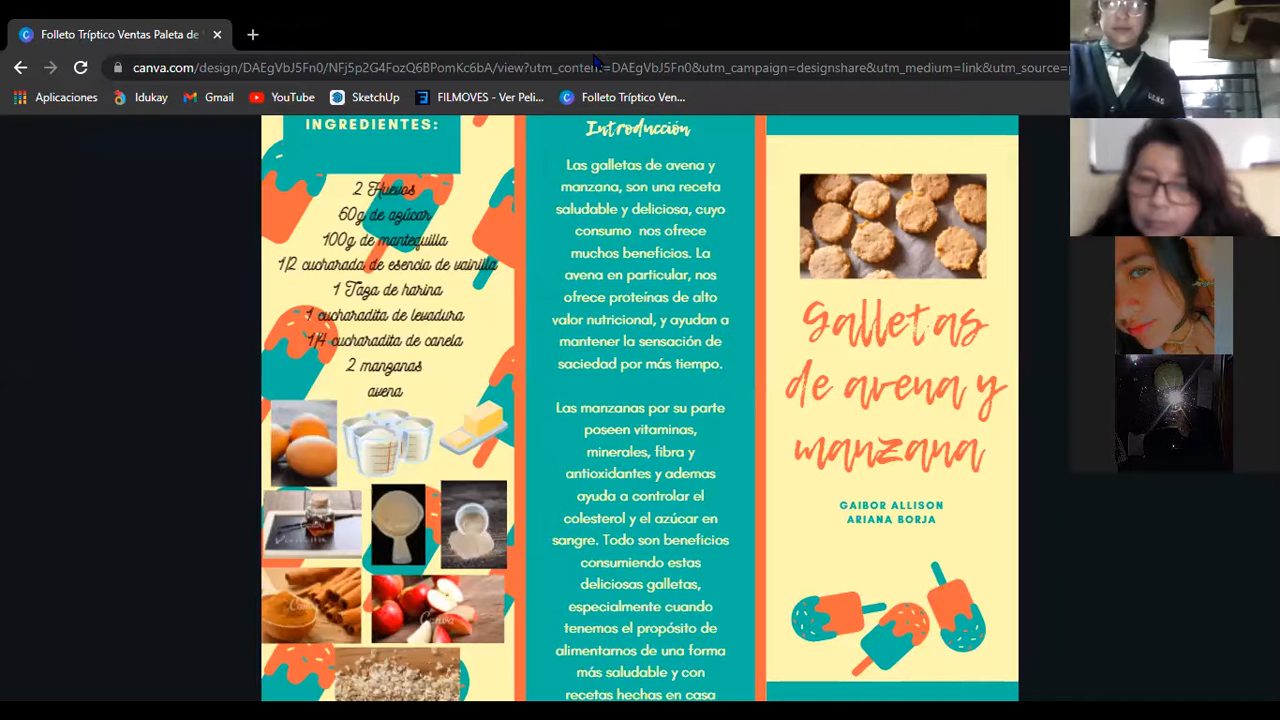 Folleto Tríptico Ventas Paleta de
canva.com/design/DAEgVbJ5Fn0/NFj5p2G4FozQ6BPomKc6bA/view?utm_content=DAEgVbJ5Fn0&utm_campaign=designshare&utm_medium=link&utm_source=
Aplicaciones
Idukay
Gmail
YouTube
SketchUp
FILMOVES - Ver Peli...
Folleto Tríptico Ven...
INGREDIENTES:
2 Huevos
60g de azúcar
100g de mantequilla
1/2 cucharada de esencia de vainilla
1 Taza de harina
1 cucharadita de levadura
1/4 cucharadita de canela
2 manzanas
avena
Canva
Introducción
Las galletas de avena y
manzana, son una receta
saludable y deliciosa, cuyo
consumo nos ofrece
muchos beneficios. La
avena en particular, nos
ofrece proteínas de alto
valor nutricional, y ayudan a
mantener la sensación de
saciedad por más tiempo.
Las manzanas por su parte
poseen vitaminas,
minerales, fibra y
antioxidantes y ademas
ayuda a controlar el
colesterol y el azúcar en
sangre. Todo son beneficios
consumiendo estas
deliciosas galletas,
especialmente cuando
tenemos el propósito de
alimentarnos de una forma
más saludable y con
recetas hechas en casa
Galletas
de avena y
manzana
GAIBOR ALLISON
ARIANA BORJA